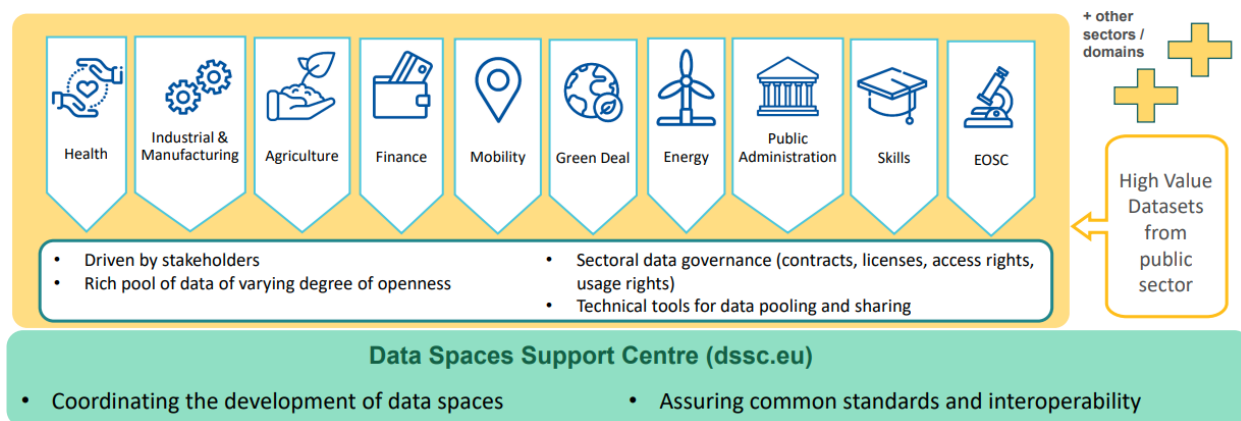 + other
sectors /
domains
Health
Industrial &
Manufacturing
Agriculture
Finance
Mobility
Green Deal
Energy
Public
Administration
Skills
EOSC
High Value
Datasets
from
public
sector
• Driven by stakeholders
• Rich pool of data of varying degree of openness
• Sectoral data governance (contracts, licenses, access rights,
usage rights)
• Technical tools for data pooling and sharing
Data Spaces Support Centre (dssc.eu)
• Coordinating the development of data spaces
• Assuring common standards and interoperability